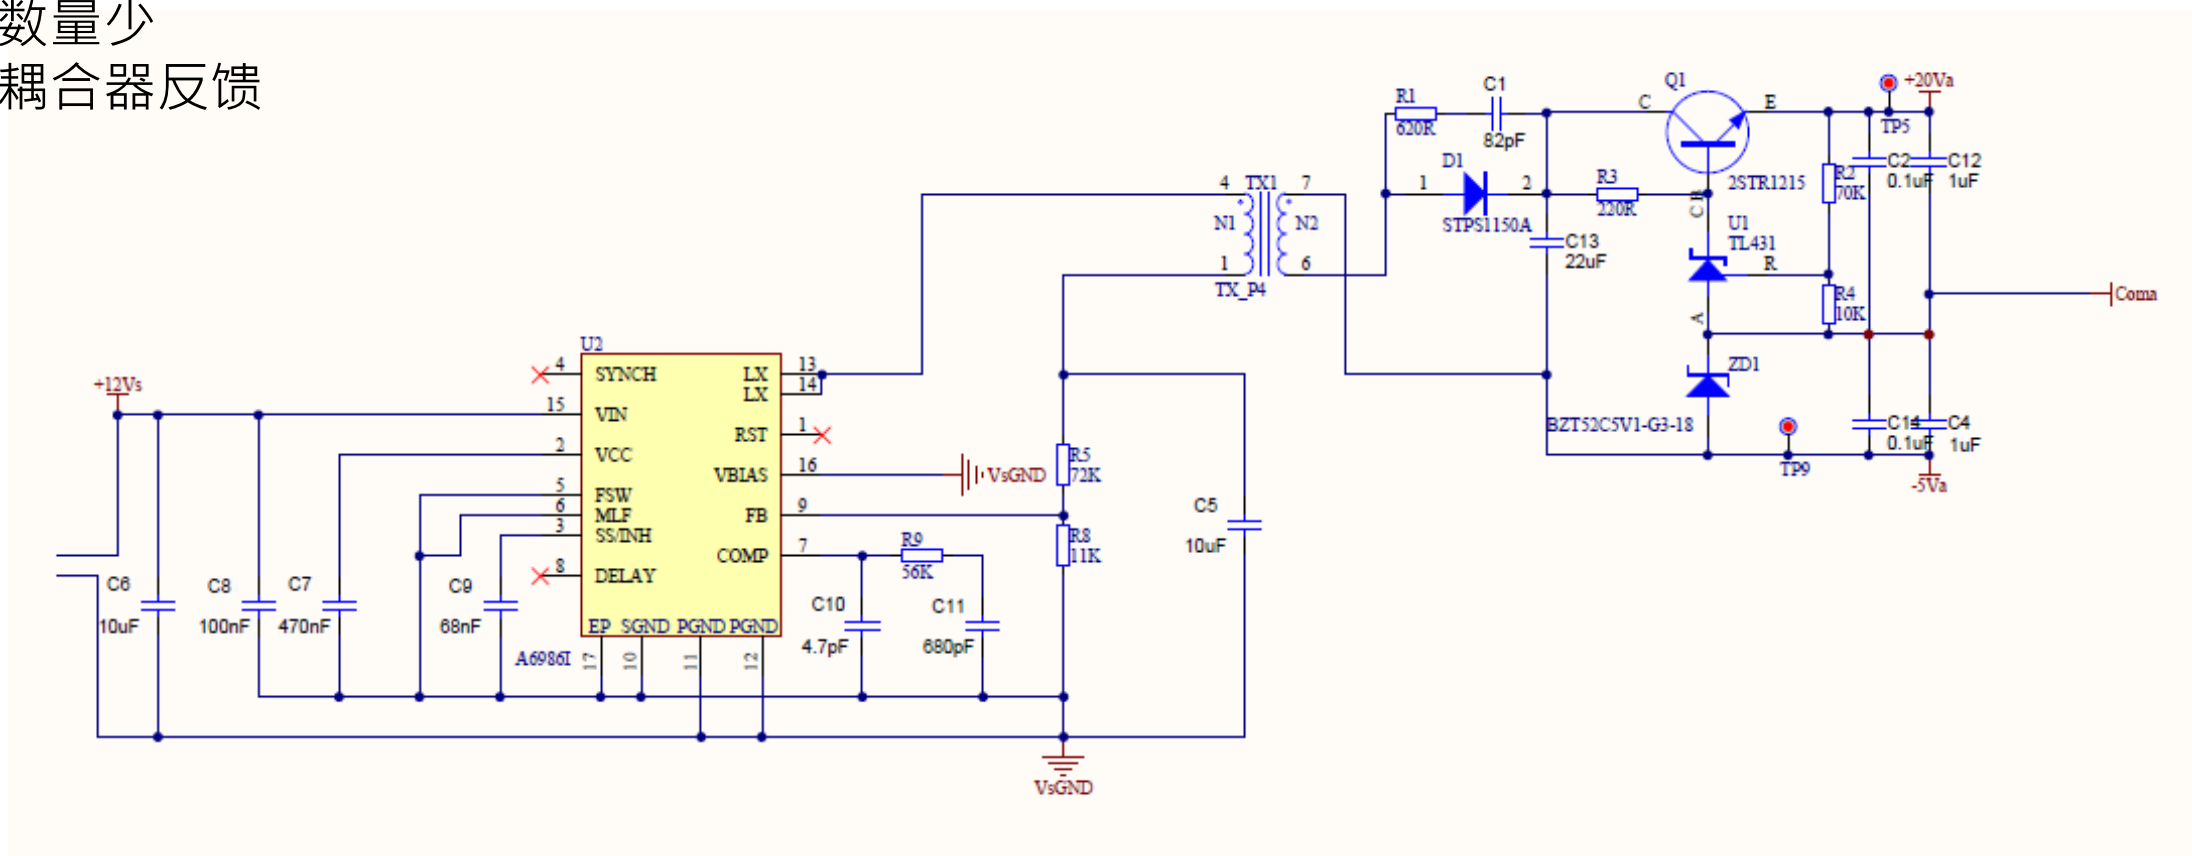 数量少
耦合器反馈
+12Vs
C6
10uF
C8
100nF
C7
470nF
C9
68nF
U2
4
SYNCH
15
VIN
2
VCC
5
FSW
6
MLF
3
SS/INH
8
DELAY
LX
13
LX
14
RST
1
VBIAS
16
VsGND
FB
9
COMP
7
EP
SGND
PGND
PGND
A6986I
17
10
11
12
R9
56K
C10
4.7pF
C11
680pF
R5
72K
R8
11K
C5
10uF
VsGND
4
TX1
7
N1
N2
1
6
TX_P4
R1
620R
C1
82pF
D1
1
2
STPS1150A
R3
220R
C13
22uF
Q1
C
E
2STR1215
B
C
U1
TL431
R
A
ZD1
BZT52C5V1-G3-18
R2
70K
R4
10K
TP5
+20Va
C2
0.1uF
C12
1uF
Coma
C14
0.1uF
C4
1uF
TP9
-5Va